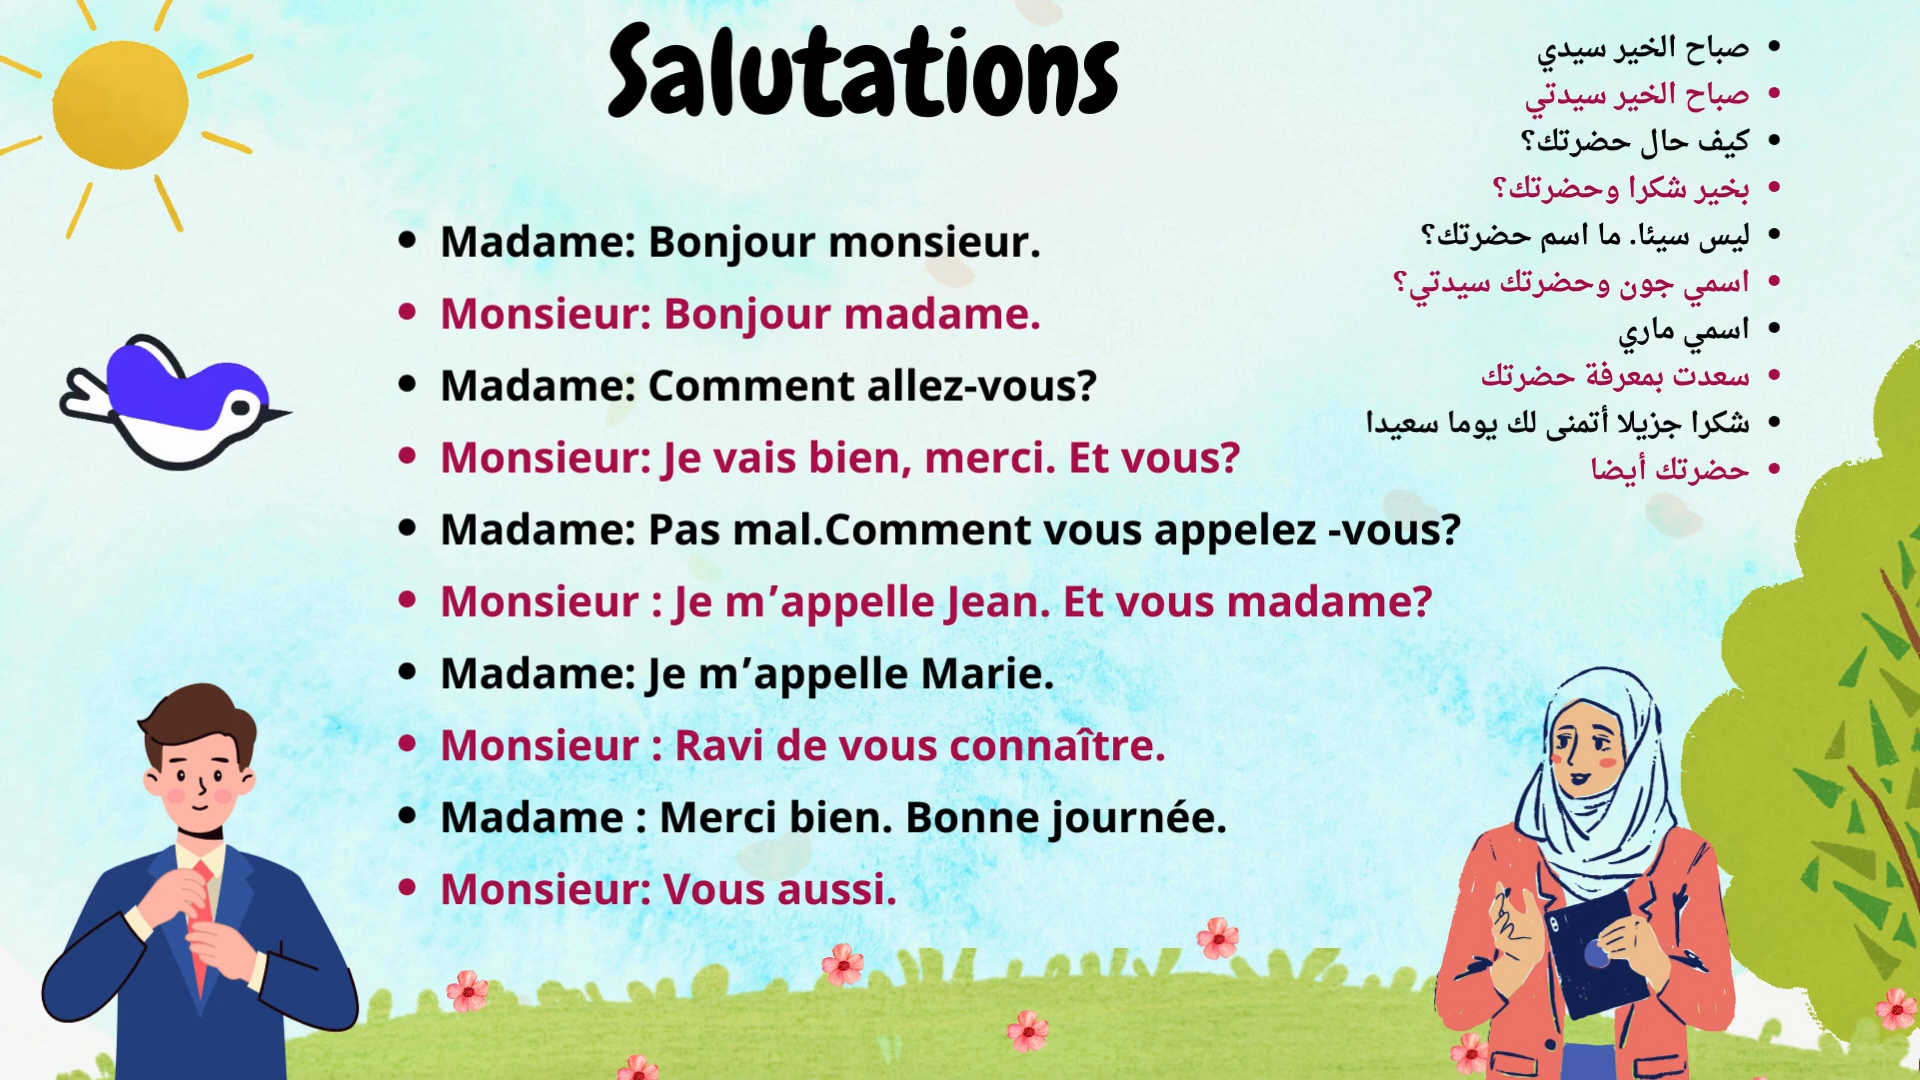 Salutations
• Madame: Bonjour monsieur.
• Monsieur: Bonjour madame.
• Madame: Comment allez-vous?
• Monsieur: Je vais bien, merci. Et vous?
• Madame: Pas mal.Comment vous appelez -vous?
• Monsieur : Je m’appelle Jean. Et vous madame?
• Madame: Je m’appelle Marie.
• Monsieur : Ravi de vous connaître.
• Madame : Merci bien. Bonne journée.
• Monsieur: Vous aussi.
• صباح الخير سيدي
• صباح الخير سيدتي
• كيف حال حضرتك؟
• بخير شكرا وحضرتك؟
• ليس سيئا. ما اسم حضرتك؟
• اسمي جون وحضرتك سيدتي؟
• اسمي ماري
• سعدت بمعرفة حضرتك
• شكرا جزيلا أتمنى لك يوما سعيدا
• حضرتك أيضا